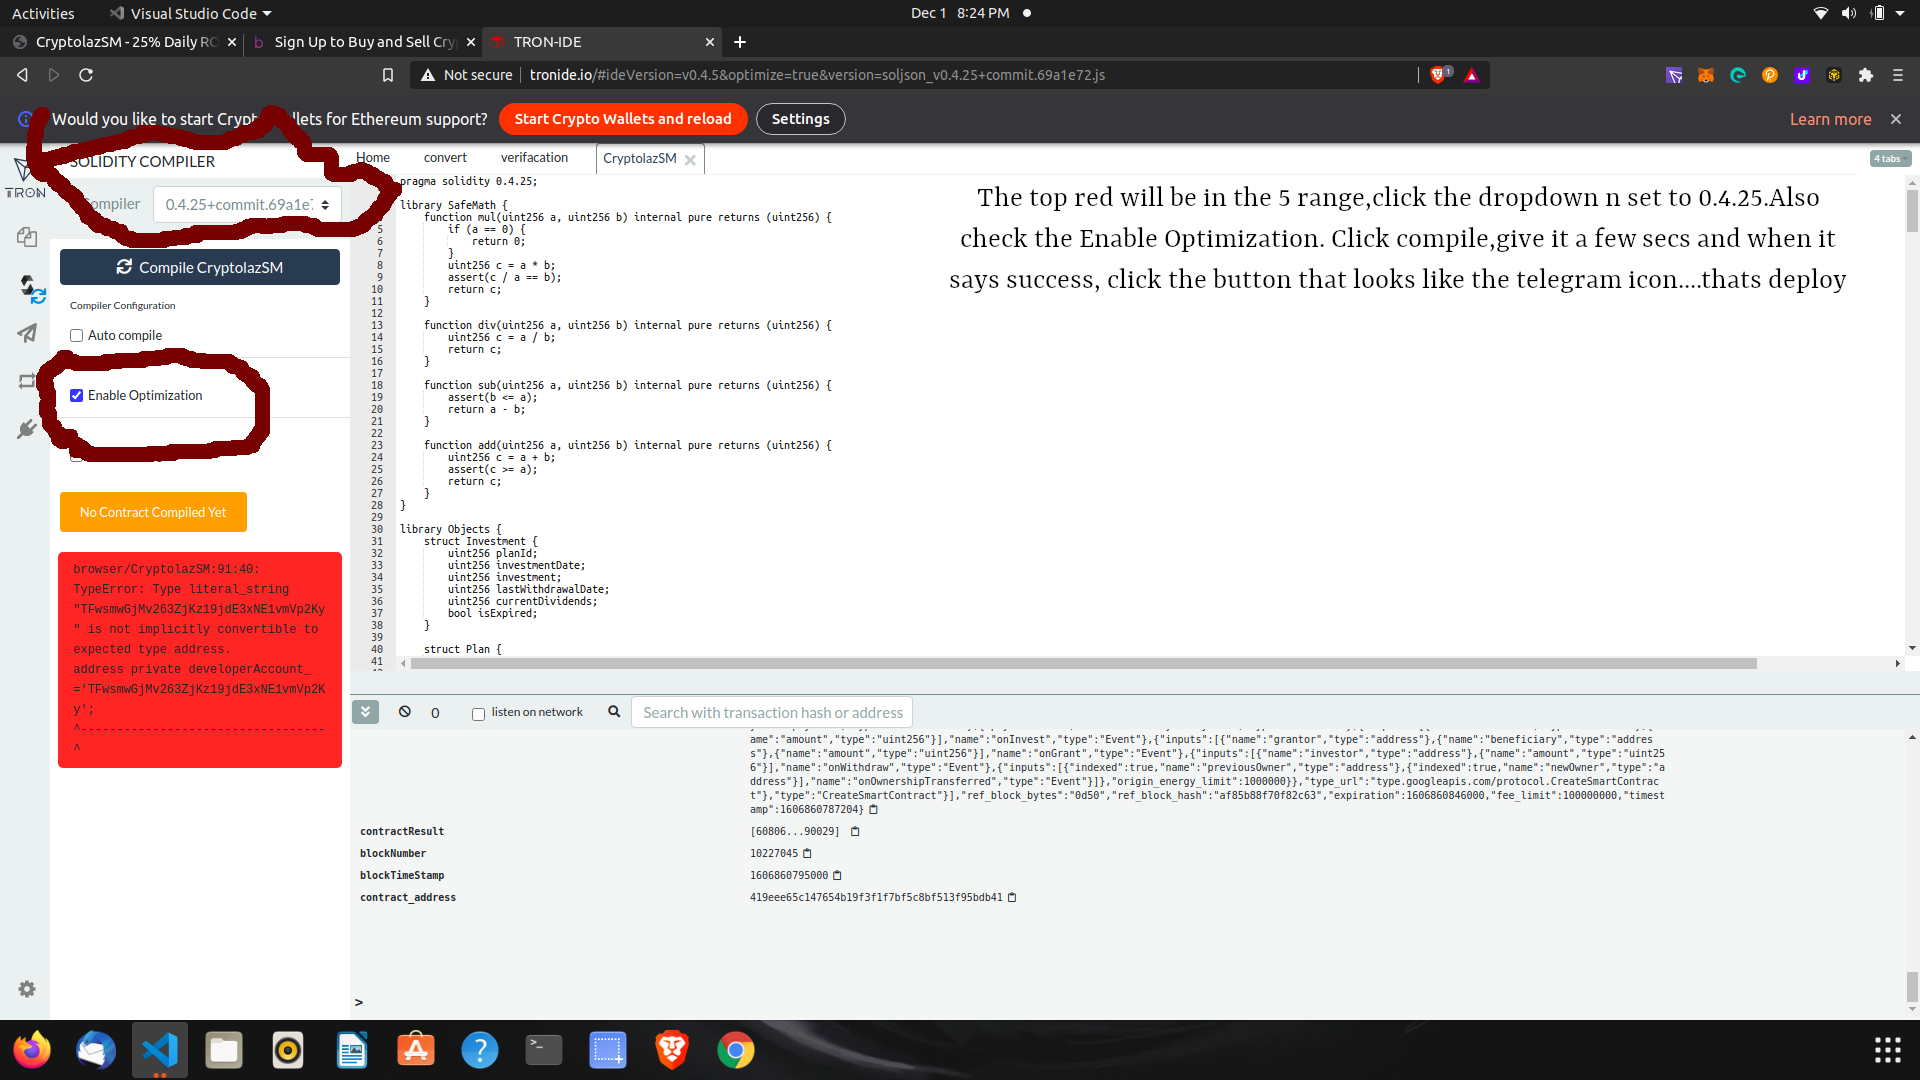 Activities
Visual Studio Code
Dec 1 8:24 PM
CryptolazSM - 25% Daily RO
Sign Up to Buy and Sell Cry
TRON-IDE
Not secure
tronide.io/#ideVersion=v0.4.5&optimize=true&version=soljson_v0.4.25+commit.69a1e72.js
1
Would you like to start Crypto Wallets for Ethereum support?
Start Crypto Wallets and reload
Settings
Learn more
TRON
SOLIDITY COMPILER
Compiler
0.4.25+commit.69a1e7
Compile CryptolazSM
Compiler Configuration
Auto compile
Enable Optimization
No Contract Compiled Yet
browser/CryptolazSM:91:40:
TypeError: Type literal_string
"TFwsmwGjMv263ZjKz19jdE3xNE1vmVp2Ky
" is not implicitly convertible to
expected type address.
address private developerAccount_
='TFwsmwGjMv263ZjKz19jdE3xNE1vmVp2K
y';
^---------------------------------
^
Home
convert
verifacation
CryptolazSM
4 tabs
pragma solidity 0.4.25;
library SafeMath {
function mul(uint256 a, uint256 b) internal pure returns (uint256) {
5 if (a == 0) {
6 return 0;
7 }
8 uint256 c = a * b;
9 assert(c / a == b);
10 return c;
11 }
12
13 function div(uint256 a, uint256 b) internal pure returns (uint256) {
14 uint256 c = a / b;
15 return c;
16 }
17
18 function sub(uint256 a, uint256 b) internal pure returns (uint256) {
19 assert(b <= a);
20 return a - b;
21 }
22
23 function add(uint256 a, uint256 b) internal pure returns (uint256) {
24 uint256 c = a + b;
25 assert(c >= a);
26 return c;
27 }
28 }
29
30 library Objects {
31 struct Investment {
32 uint256 planId;
33 uint256 investmentDate;
34 uint256 investment;
35 uint256 lastWithdrawalDate;
36 uint256 currentDividends;
37 bool isExpired;
38 }
39
40 struct Plan {
41
The top red will be in the 5 range,click the dropdown n set to 0.4.25.Also
check the Enable Optimization. Click compile,give it a few secs and when it
says success, click the button that looks like the telegram icon....thats deploy
0
listen on network
Search with transaction hash or address
ame":"amount","type":"uint256"}],"name":"onInvest","type":"Event"},{"inputs":[{"name":"grantor","type":"address"},{"name":"beneficiary","type":"addres
s"},{"name":"amount","type":"uint256"}],"name":"onGrant","type":"Event"},{"inputs":[{"name":"investor","type":"address"},{"name":"amount","type":"uint25
6"}],"name":"onWithdraw","type":"Event"},{"inputs":[{"indexed":true,"name":"previousOwner","type":"address"},{"indexed":true,"name":"newOwner","type":"a
ddress"}],"name":"onOwnershipTransferred","type":"Event"}]},"origin_energy_limit":1000000}},"type_url":"type.googleapis.com/protocol.CreateSmartContrac
t"},"type":"CreateSmartContract"}],"ref_block_bytes":"0d50","ref_block_hash":"af85b88f70f82c63","expiration":1606860846000,"fee_limit":100000000,"timest
amp":1606860787204}
contractResult
[60806...90029]
blockNumber
10227045
blockTimeStamp
1606860795000
contract_address
419eee65c147654b19f3f1f7bf5c8bf513f95bdb41
>